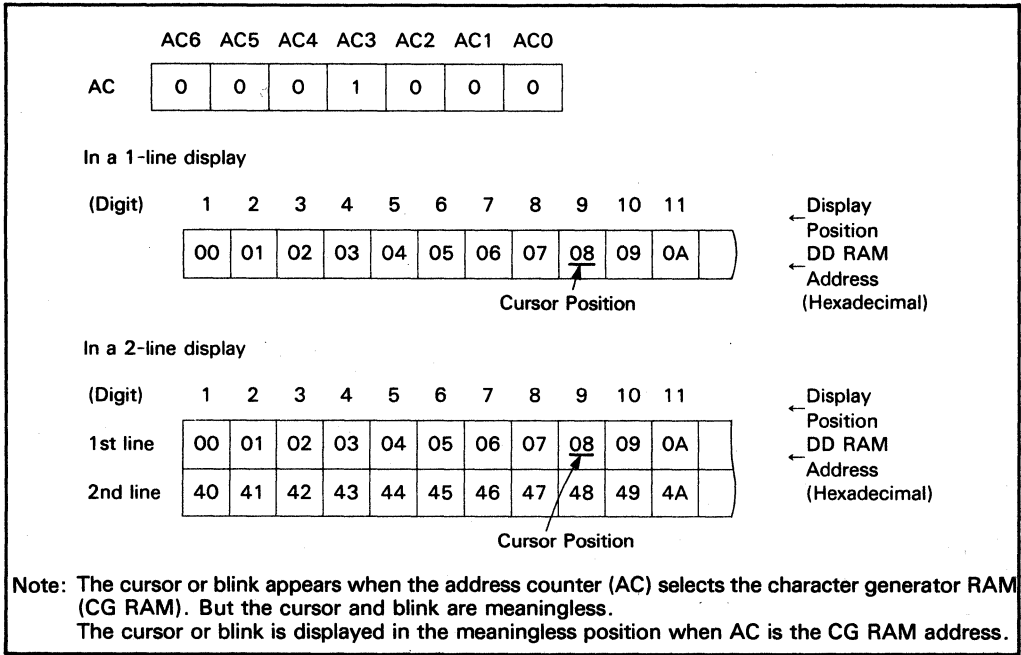 AC6 AC5 AC4 AC3 AC2 AC1 AC0
AC 0 0 0 1 0 0 0
In a 1-line display
(Digit) 1 2 3 4 5 6 7 8 9 10 11 ← Display
Position
00 01 02 03 04 05 06 07 08 09 0A DD RAM
← Address
Cursor Position (Hexadecimal)
In a 2-line display
(Digit) 1 2 3 4 5 6 7 8 9 10 11 ← Display
Position
1st line 00 01 02 03 04 05 06 07 08 09 0A DD RAM
← Address
2nd line 40 41 42 43 44 45 46 47 48 49 4A (Hexadecimal)
Cursor Position
Note: The cursor or blink appears when the address counter (AC) selects the character generator RAM
(CG RAM). But the cursor and blink are meaningless.
The cursor or blink is displayed in the meaningless position when AC is the CG RAM address.